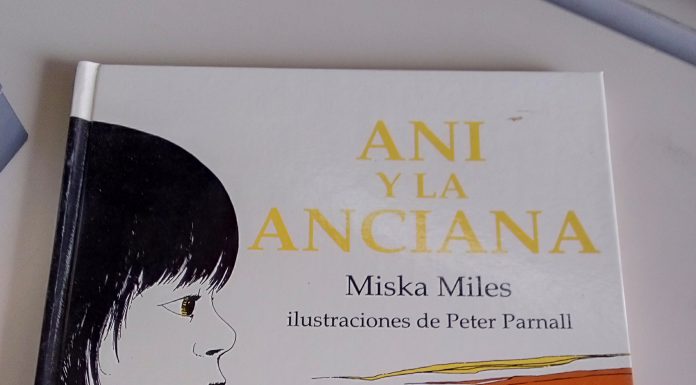 ANI
Y LA
ANCIANA
Miska Miles
ilustraciones de Peter Parnall